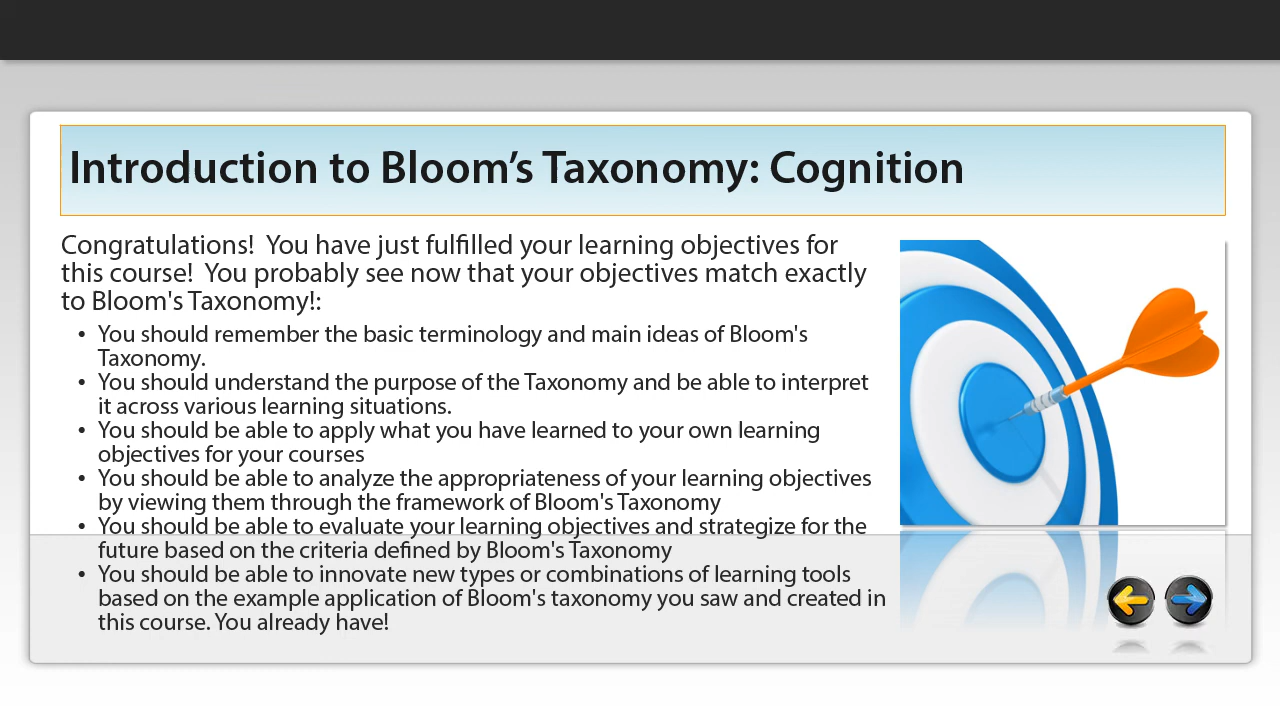 Introduction to Bloom’s Taxonomy: Cognition
Congratulations!  You have just fulfilled your learning objectives for
this course!  You probably see now that your objectives match exactly
to Bloom's Taxonomy!:
• You should remember the basic terminology and main ideas of Bloom's
Taxonomy.
• You should understand the purpose of the Taxonomy and be able to interpret
it across various learning situations.
• You should be able to apply what you have learned to your own learning
objectives for your courses
• You should be able to analyze the appropriateness of your learning objectives
by viewing them through the framework of Bloom's Taxonomy
• You should be able to evaluate your learning objectives and strategize for the
future based on the criteria defined by Bloom's Taxonomy
• You should be able to innovate new types or combinations of learning tools
based on the example application of Bloom's taxonomy you saw and created in
this course. You already have!